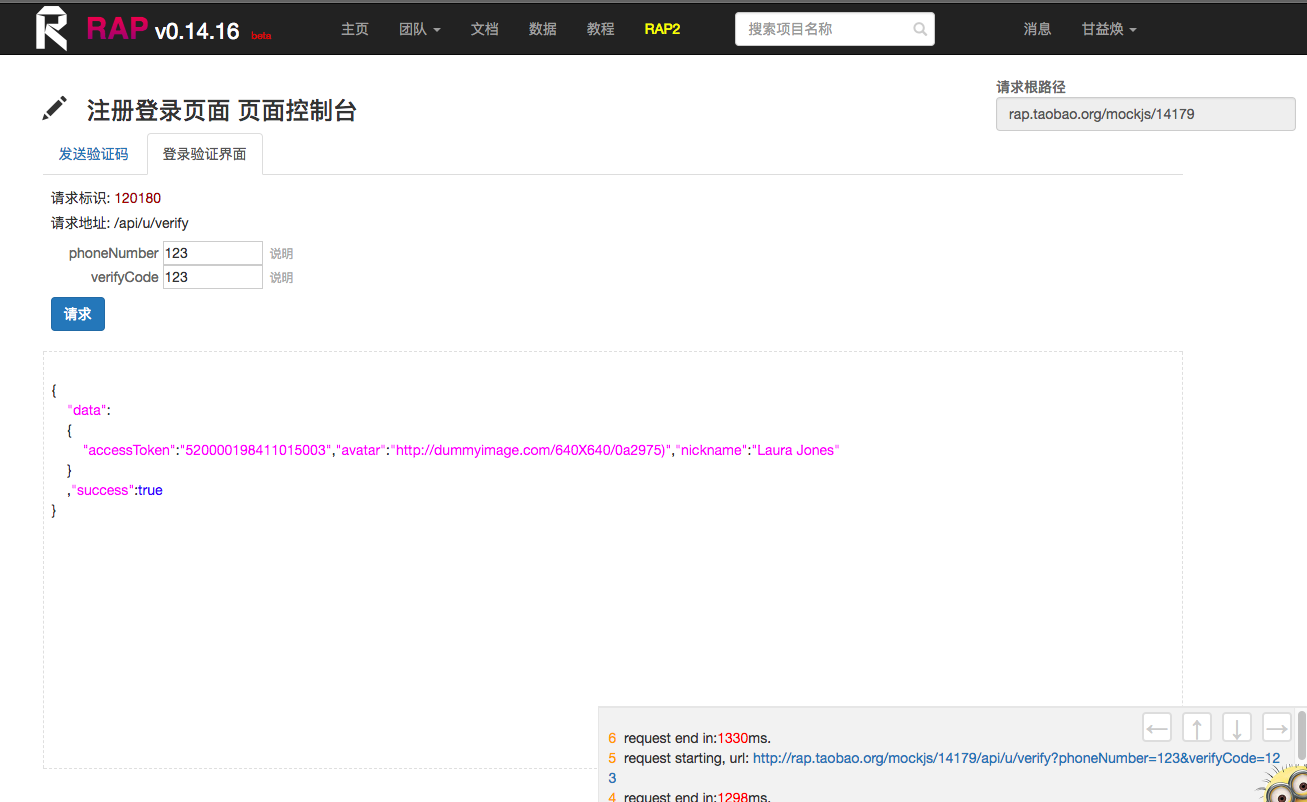 RAP v0.14.16 beta 主页 团队 文档 数据 教程 RAP2 搜索项目名称 消息 甘益焕
请求根路径
rap.taobao.org/mockjs/14179
注册登录页面 页面控制台
发送验证码 登录验证界面
请求标识: 120180
请求地址: /api/u/verify
phoneNumber 123 说明
verifyCode 123 说明
请求
{
"data":
{
"accessToken":"520000198411015003","avatar":"http://dummyimage.com/640X640/0a2975)","nickname":"Laura Jones"
}
,"success":true
}
6 request end in:1330ms.
5 request starting, url: http://rap.taobao.org/mockjs/14179/api/u/verify?phoneNumber=123&verifyCode=12
3
4 request end in:1298ms.